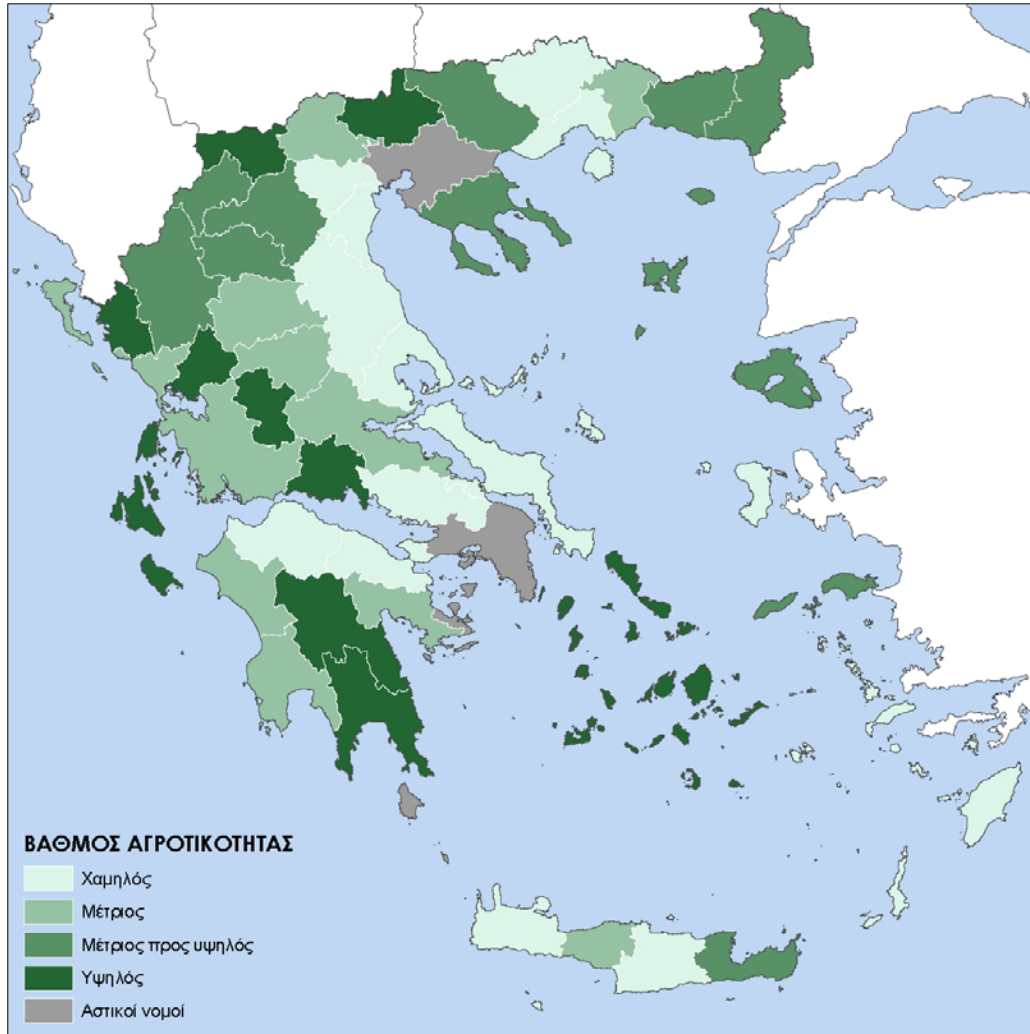 ΒΑΘΜΟΣ ΑΓΡΟΤΙΚΟΤΗΤΑΣ
Χαμηλός
Μέτριος
Μέτριος προς υψηλός
Υψηλός
Αστικοί νομοί